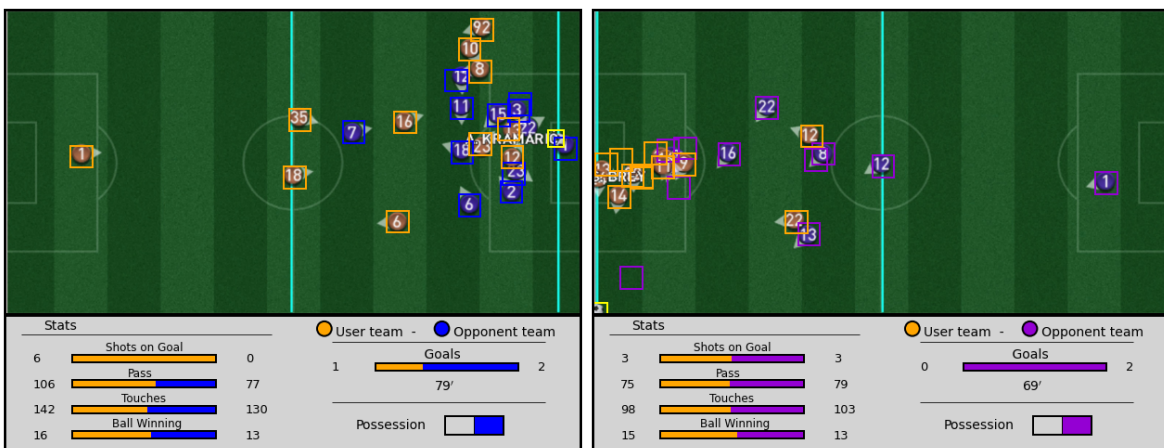 92
10
8
12
11
15 3
35
7
16
22
KRAMARIC
1
18
23
12
18
23
2
6
6
22
12
16
8
12
9
11
14
1
22
13
Stats
User team - Opponent team
Shots on Goal
6 0
Goals
1 2
Pass
106 77
79′
Touches
142 130
Possession
Ball Winning
16 13
Stats
User team - Opponent team
Shots on Goal
3 3
Goals
0 2
Pass
75 79
69′
Touches
98 103
Possession
Ball Winning
15 13